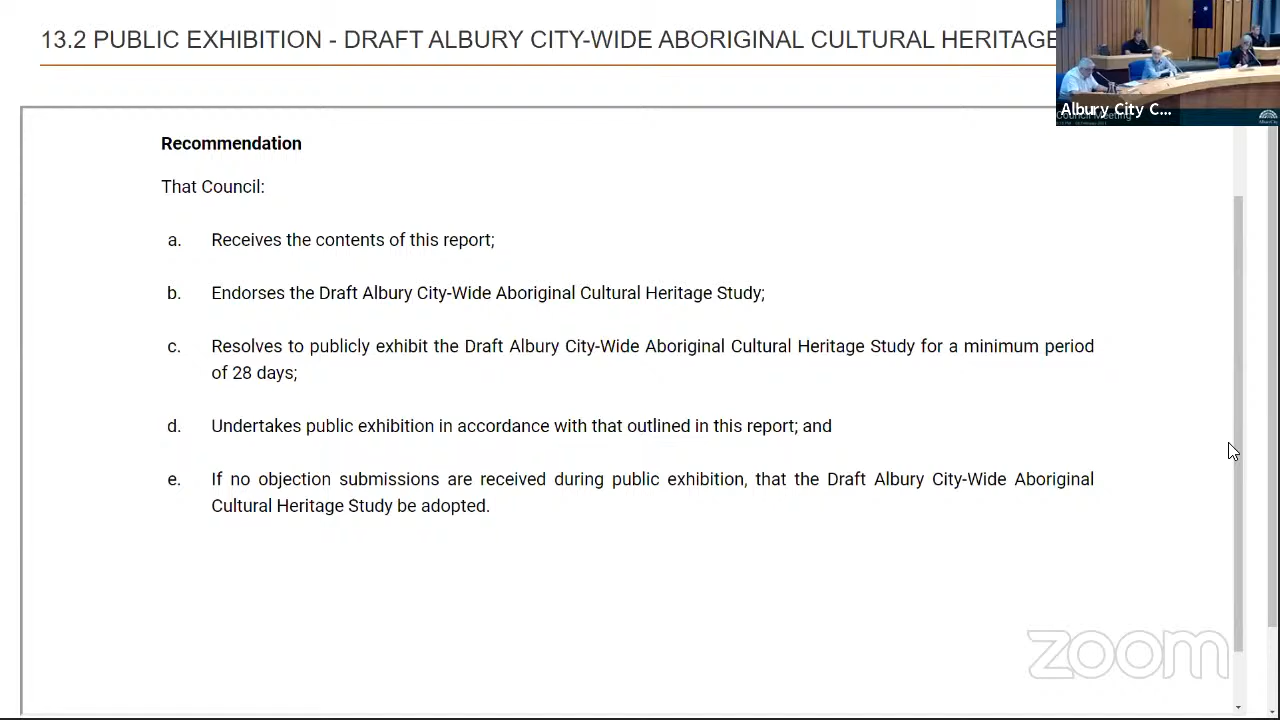 13.2 PUBLIC EXHIBITION - DRAFT ALBURY CITY-WIDE ABORIGINAL CULTURAL HERITAGE
Albury City C...
Council Meeting
Recommendation
That Council:
a. Receives the contents of this report;
b. Endorses the Draft Albury City-Wide Aboriginal Cultural Heritage Study;
c. Resolves to publicly exhibit the Draft Albury City-Wide Aboriginal Cultural Heritage Study for a minimum period
of 28 days;
d. Undertakes public exhibition in accordance with that outlined in this report; and
e. If no objection submissions are received during public exhibition, that the Draft Albury City-Wide Aboriginal
Cultural Heritage Study be adopted.
zoom